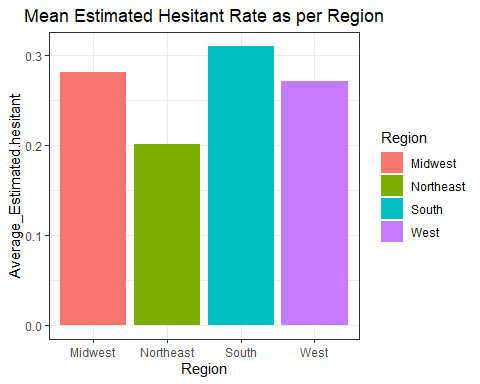 Mean Estimated Hesitant Rate as per Region
Average_Estimated.hesitant
0.3
0.2
0.1
0.0
Midwest Northeast South West
Region
Region
Midwest
Northeast
South
West